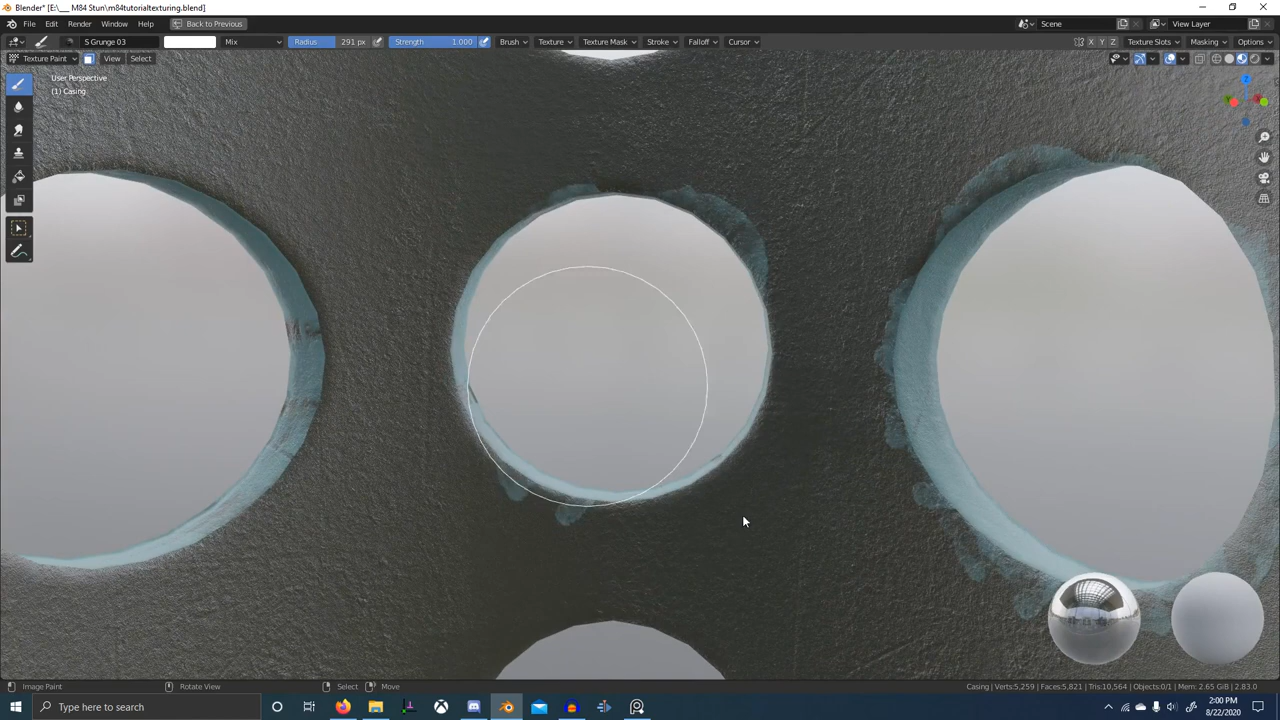 Blender* [E:\___ M84 Stun\m84tutorialtexturing.blend]
File Edit Render Window Help Back to Previous Scene View Layer
S Grunge 03 Mix Radius 291 px Strength 1.000 Brush Texture Texture Mask Stroke Falloff Cursor X Y Z Texture Slots Masking Options
Texture Paint View Select
User Perspective
(1) Casing
Image Paint Rotate View Select Move Casing | Verts:5,259 | Faces:5,821 | Tris:10,564 | Objects:0/1 | Mem: 2.65 GiB | 2.83.0
Type here to search
2:00 PM
8/22/2020